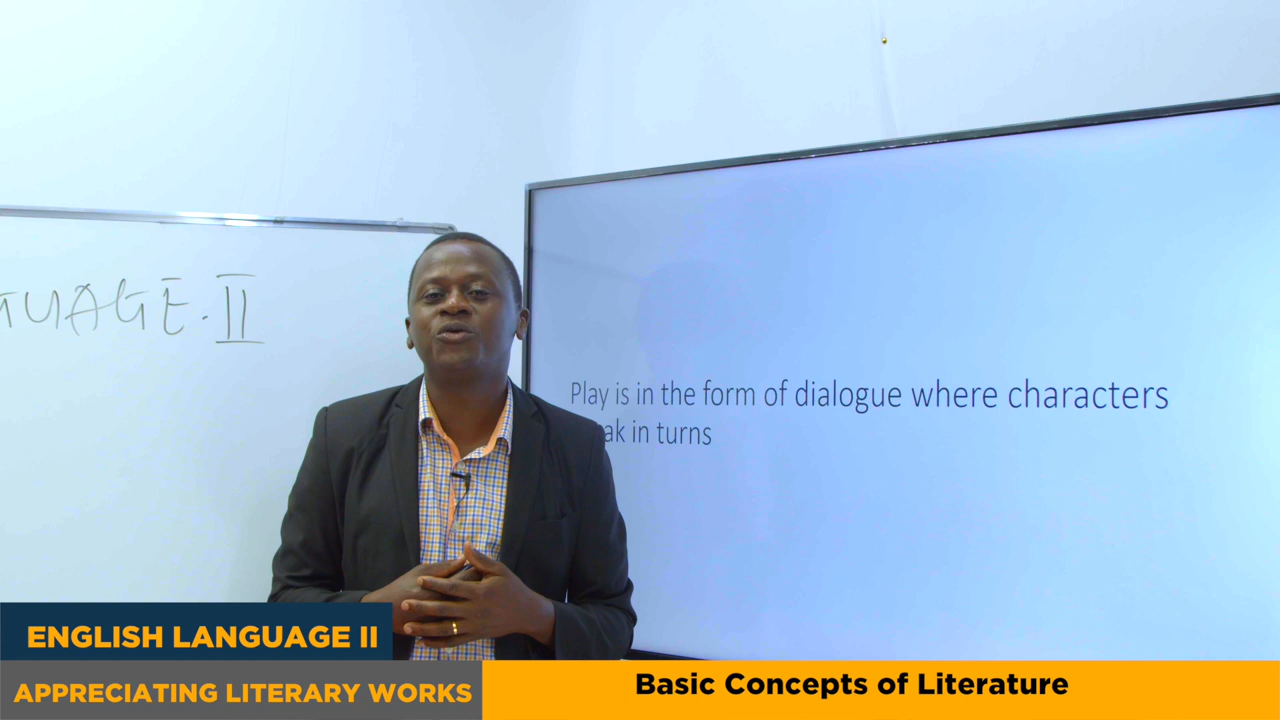 GUAGE. II
Play is in the form of dialogue where characters
ak in turns
ENGLISH LANGUAGE II
APPRECIATING LITERARY WORKS
Basic Concepts of Literature